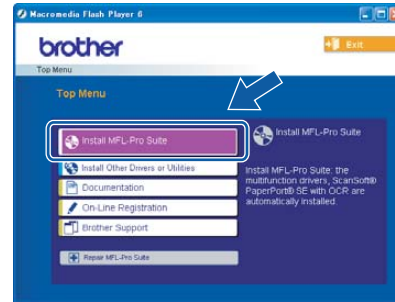 Macromedia Flash Player 6
brother
Exit
Top Menu
Top Menu
Install MFL-Pro Suite
Install Other Drivers or Utilities
Documentation
On-Line Registration
Brother Support
Repair MFL-Pro Suite
Install MFL-Pro Suite
Install MFL-Pro Suite: the
multifunction drivers, ScanSoft®
PaperPort® SE with OCR are
automatically installed.